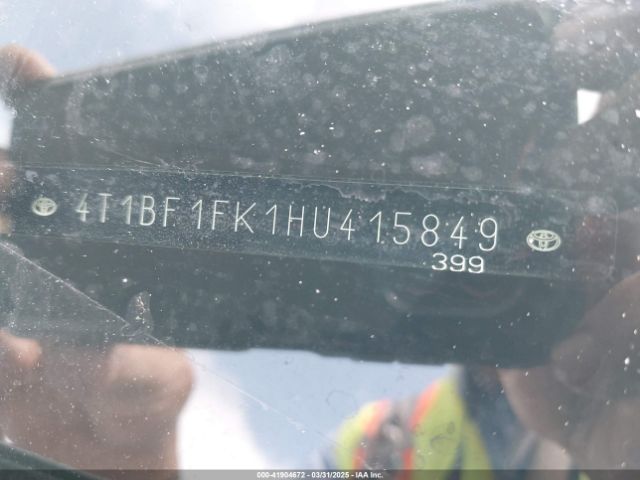 4T1BF1FK1HU415849
399
000-41904672 - 03/31/2025 - IAA Inc.